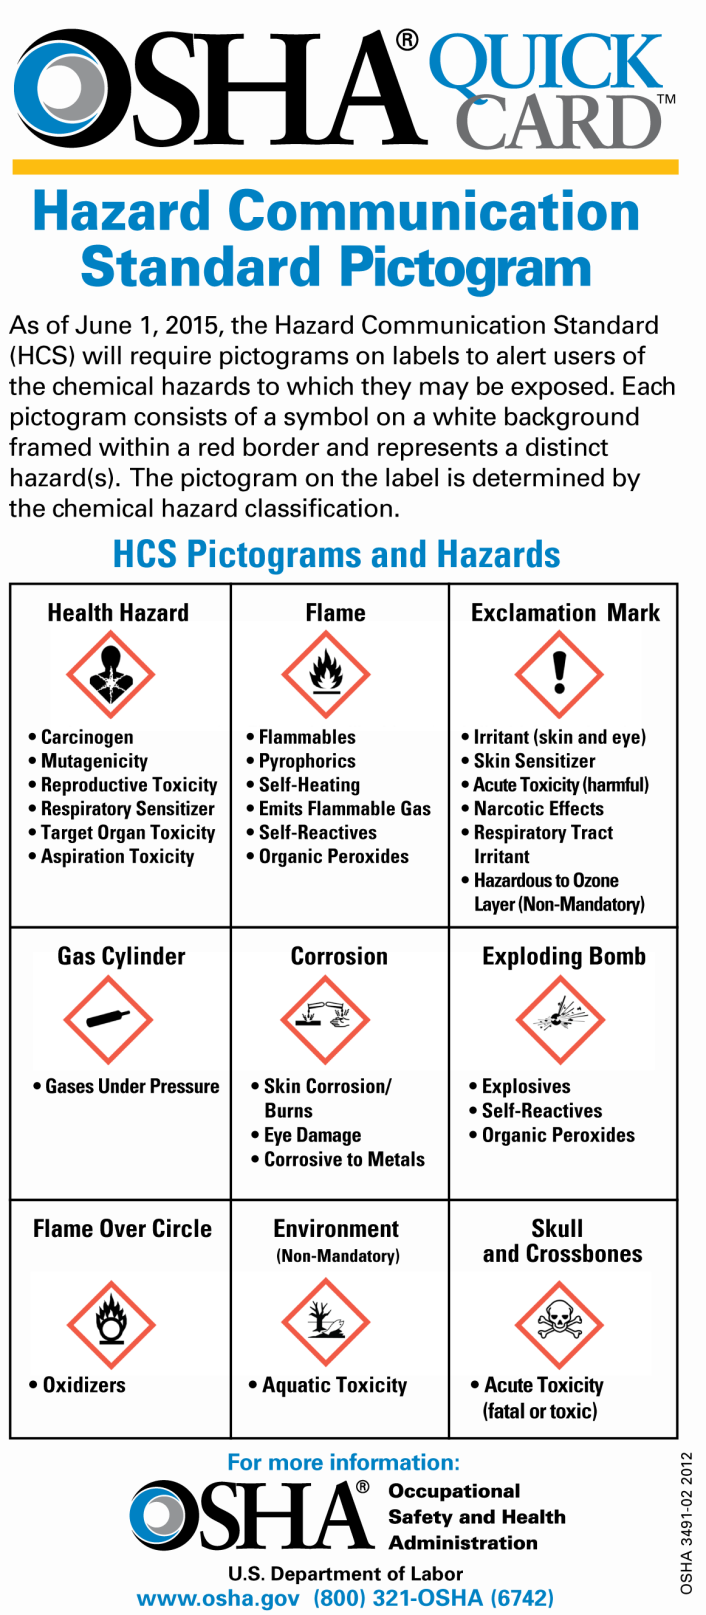 OSHA® QUICK
CARD™
Hazard Communication
Standard Pictogram
As of June 1, 2015, the Hazard Communication Standard
(HCS) will require pictograms on labels to alert users of
the chemical hazards to which they may be exposed. Each
pictogram consists of a symbol on a white background
framed within a red border and represents a distinct
hazard(s). The pictogram on the label is determined by
the chemical hazard classification.
HCS Pictograms and Hazards
Health Hazard
• Carcinogen
• Mutagenicity
• Reproductive Toxicity
• Respiratory Sensitizer
• Target Organ Toxicity
• Aspiration Toxicity
Flame
• Flammables
• Pyrophorics
• Self-Heating
• Emits Flammable Gas
• Self-Reactives
• Organic Peroxides
Exclamation Mark
• Irritant (skin and eye)
• Skin Sensitizer
• Acute Toxicity (harmful)
• Narcotic Effects
• Respiratory Tract
Irritant
• Hazardous to Ozone
Layer (Non-Mandatory)
Gas Cylinder
• Gases Under Pressure
Corrosion
• Skin Corrosion/
Burns
• Eye Damage
• Corrosive to Metals
Exploding Bomb
• Explosives
• Self-Reactives
• Organic Peroxides
Flame Over Circle
• Oxidizers
Environment
(Non-Mandatory)
• Aquatic Toxicity
Skull
and Crossbones
• Acute Toxicity
(fatal or toxic)
For more information:
OSHA® Occupational
Safety and Health
Administration
U.S. Department of Labor
www.osha.gov (800) 321-OSHA (6742)
OSHA 3491-02 2012